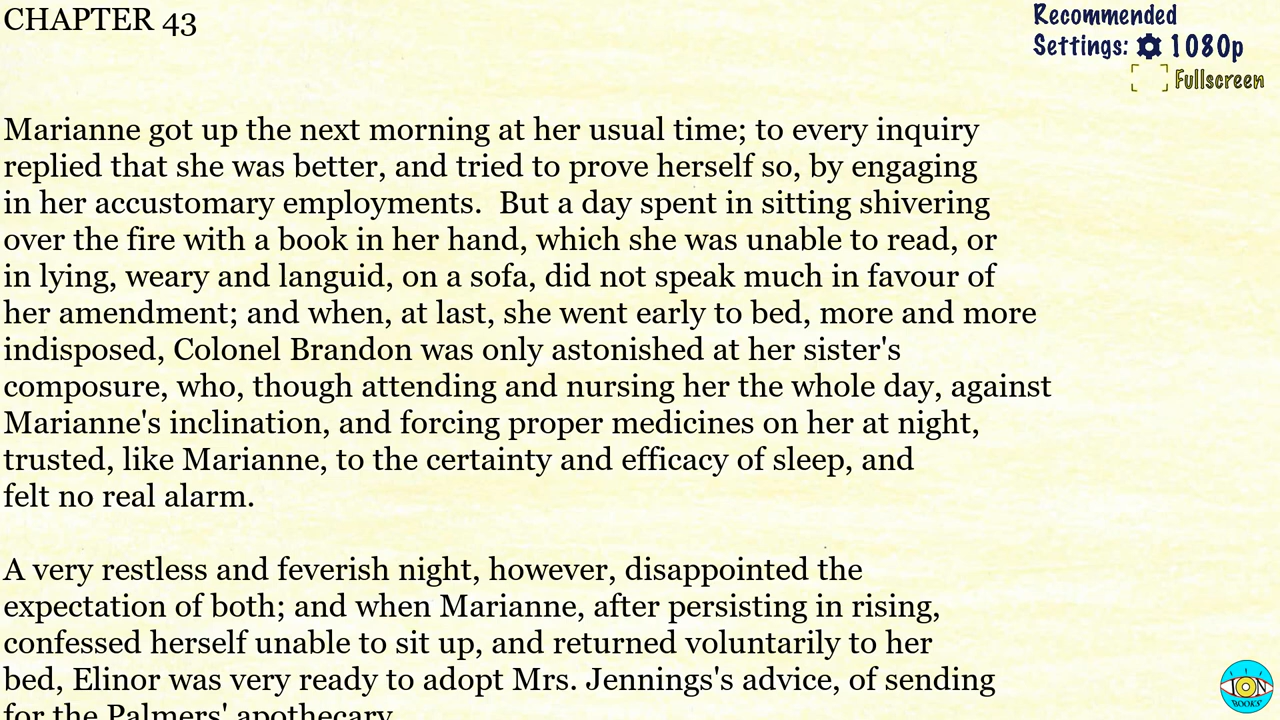 CHAPTER 43
Recommended
Settings: 1080p
Fullscreen
Marianne got up the next morning at her usual time; to every inquiry
replied that she was better, and tried to prove herself so, by engaging
in her accustomary employments.  But a day spent in sitting shivering
over the fire with a book in her hand, which she was unable to read, or
in lying, weary and languid, on a sofa, did not speak much in favour of
her amendment; and when, at last, she went early to bed, more and more
indisposed, Colonel Brandon was only astonished at her sister's
composure, who, though attending and nursing her the whole day, against
Marianne's inclination, and forcing proper medicines on her at night,
trusted, like Marianne, to the certainty and efficacy of sleep, and
felt no real alarm.
A very restless and feverish night, however, disappointed the
expectation of both; and when Marianne, after persisting in rising,
confessed herself unable to sit up, and returned voluntarily to her
bed, Elinor was very ready to adopt Mrs. Jennings's advice, of sending
for the Palmers' apothecary.
ION
BOOKS